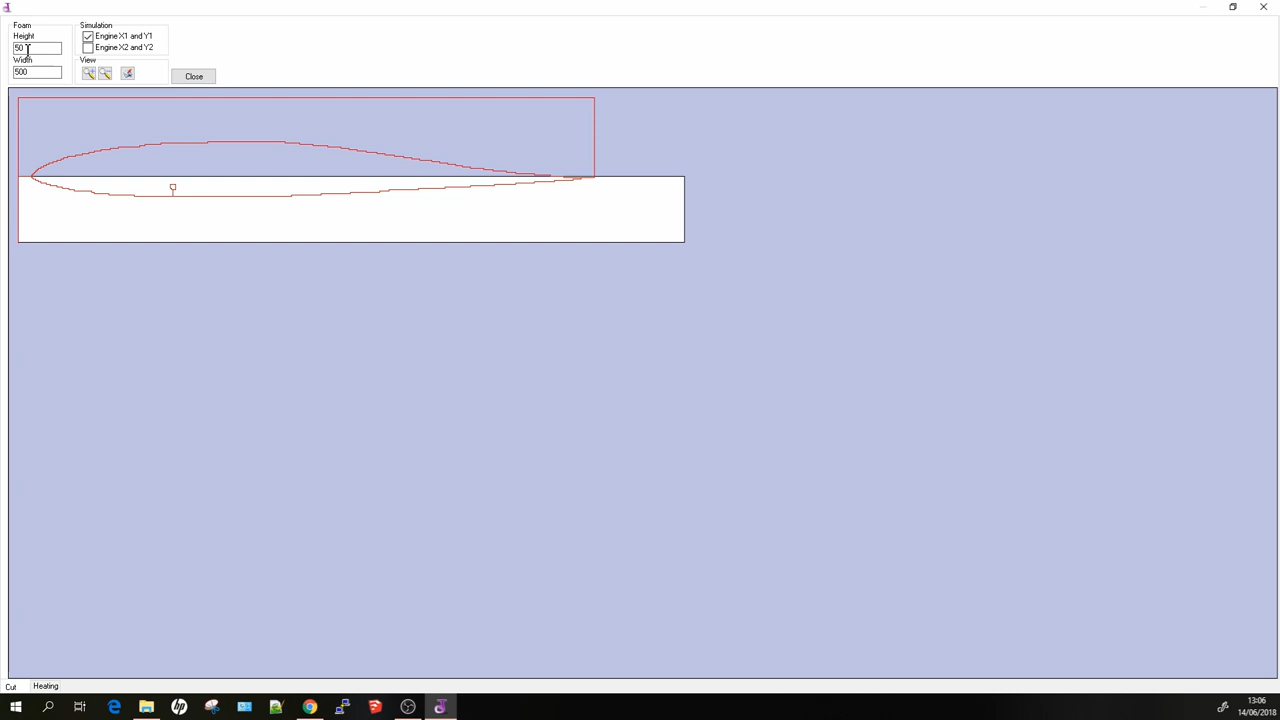 Foam
Simulation
Height
Engine X1 and Y1
50
Engine X2 and Y2
Width
View
500
Close
Cut
Heating
13:06
14/06/2018